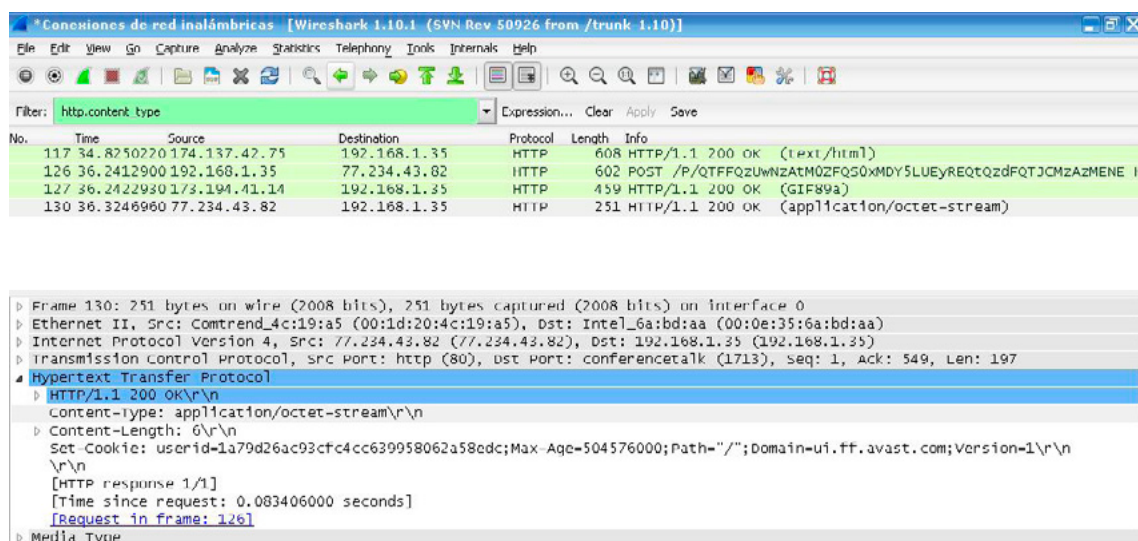 *Conexiones de red inalámbricas [Wireshark 1.10.1 (SVN Rev 50926 from /trunk-1.10)]
File Edit View Go Capture Analyze Statistics Telephony Tools Internals Help
Filter: http.content_type Expression... Clear Apply Save
No. Time Source Destination Protocol Length Info
117 34.8250220 174.137.42.75 192.168.1.35 HTTP 608 HTTP/1.1 200 OK (text/html)
126 36.2412900 192.168.1.35 77.234.43.82 HTTP 602 POST
127 36.2422930 173.194.41.14 192.168.1.35 HTTP 459 HTTP/1.1 200 OK (GIF89a)
130 36.3246960 77.234.43.82 192.168.1.35 HTTP 251 HTTP/1.1 200 OK (application/octet-stream)
Frame 130: 251 bytes on wire (2008 bits), 251 bytes captured (2008 bits) on interface 0
Ethernet II, Src: Comtrend_4c:19:a5 (00:1d:20:4c:19:a5), Dst: Intel_6a:bd:aa (00:0e:35:6a:bd:aa)
Internet Protocol Version 4, Src: 77.234.43.82 (77.234.43.82), Dst: 192.168.1.35 (192.168.1.35)
Transmission Control Protocol, Src Port: http (80), Dst Port: conferencetalk (1713), Seq: 1, Ack: 549, Len: 197
Hypertext Transfer Protocol
HTTP/1.1 200 OK\r\n
Content-Type: application/octet-stream\r\n
Content-Length: 6\r\n
Set-Cookie: userid=1a79d26ac93cfc4cc639958062a58edc;Max-Age=504576000;Path="/";Domain=ui.ff.avast.com;Version=1\r\n
\r\n
[HTTP response 1/1]
[Time since request: 0.083406000 seconds]
[Request in frame: 126]
Media Type